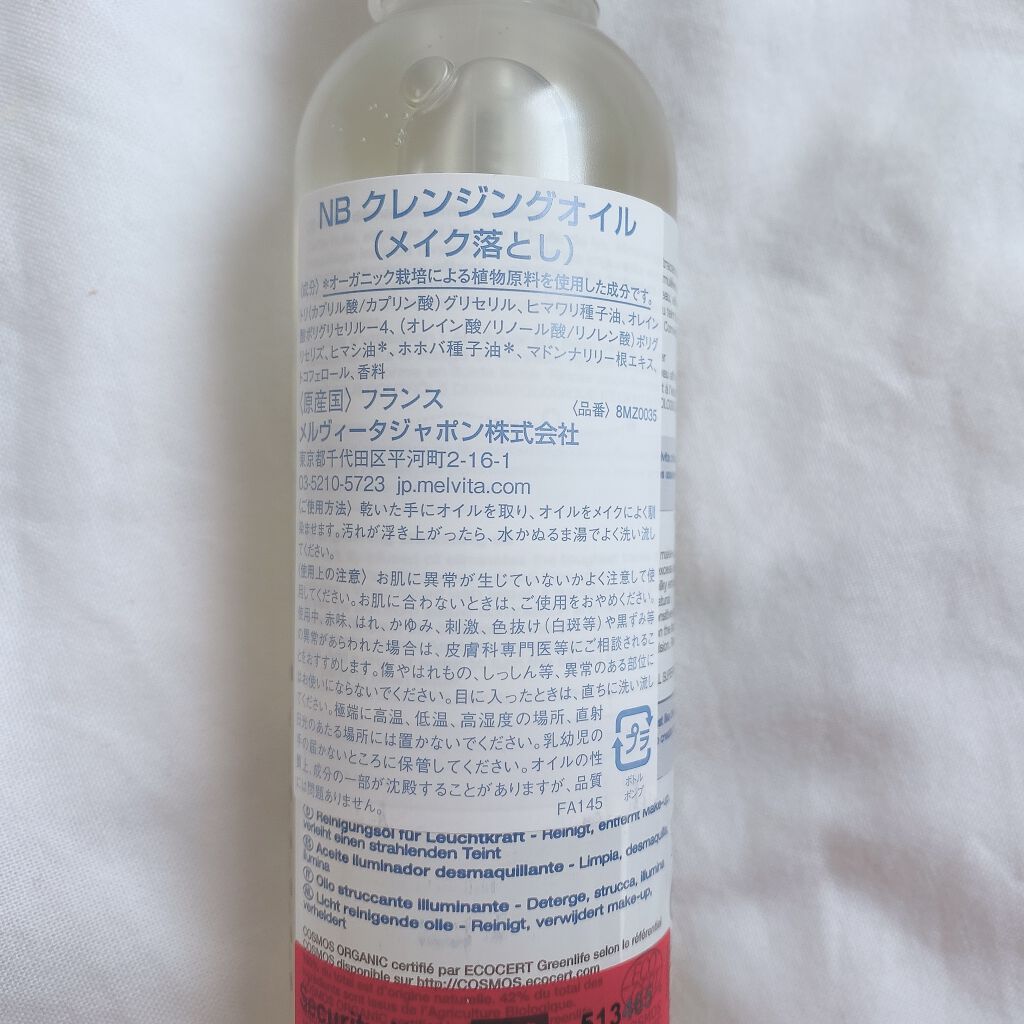 NB クレンジングオイル
(メイク落とし)
〈成分〉*オーガニック栽培による植物原料を使用した成分です。
トリ(カプリル酸/カプリン酸)グリセリル、ヒマワリ種子油、オレイン
酸ポリグリセリル-4、(オレイン酸/リノール酸/リノレン酸)ポリグ
リセリズ、ヒマシ油*、ホホバ種子油*、マドンナリリー根エキス、
トコフェロール、香料
〈原産国〉フランス 〈品番〉8MZ0035
メルヴィータジャポン株式会社
東京都千代田区平河町2-16-1
03-5210-5723 jp.melvita.com
〈ご使用方法〉乾いた手にオイルを取り、オイルをメイクによく馴
染ませます。汚れが浮き上がったら、水かぬるま湯でよく洗い流し
てください。
〈使用上の注意〉お肌に異常が生じていないかよく注意して使
用してください。お肌に合わないときは、ご使用をおやめください。
使用中、赤味、はれ、かゆみ、刺激、色抜け(白斑等)や黒ずみ等
の異常があらわれた場合は、皮膚科専門医等にご相談されるこ
とをおすすめします。傷やはれもの、しっしん等、異常のある部位に
はお使いにならないでください。目に入ったときは、直ちに洗い流し
てください。極端に高温、低温、高湿度の場所、直射
日光のあたる場所には置かないでください。乳幼児の
手の届かないところに保管してください。オイルの性
質上、成分の一部が沈殿することがありますが、品質
には問題ありません。
FA145
プラ
ボトル
ポンプ
(D) Reinigungsöl für Leuchtkraft - Reinigt, entfernt Make-up,
verleiht einen strahlenden Teint
Aceite iluminador desmaquillante - Limpia, desmaquilla,
ilumina
Olio struccante illuminante - Deterge, strucca, illumina
Licht reinigende olie - Reinigt, verwijdert make-up,
verheldert
COSMOS ORGANIC certifié par ECOCERT Greenlife selon le référentiel
COSMOS disponible sur http://COSMOS.ecocert.com
total est d'origine naturelle. 42% du total des
sont issus de l'Agriculture Biologique.
Securit
513465